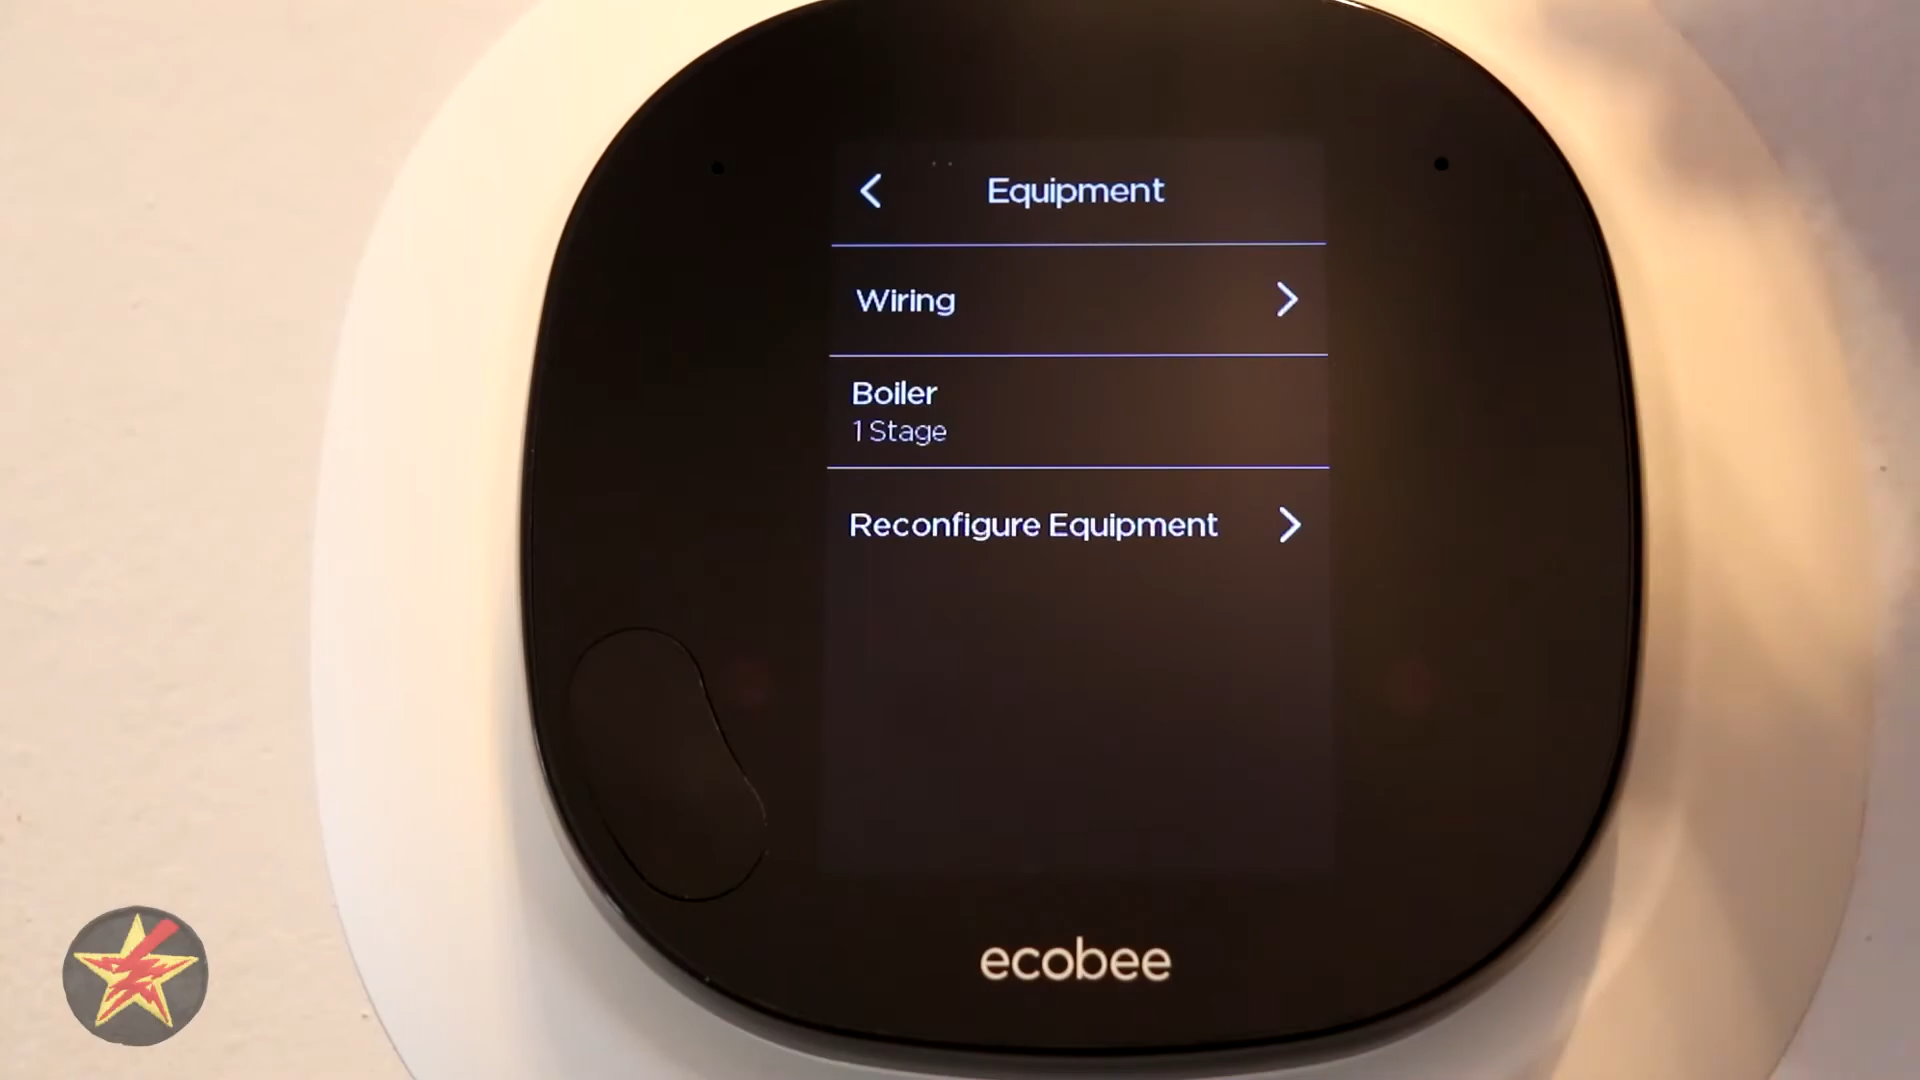 Equipment
Wiring
Boiler
1 Stage
Reconfigure Equipment
ecobee